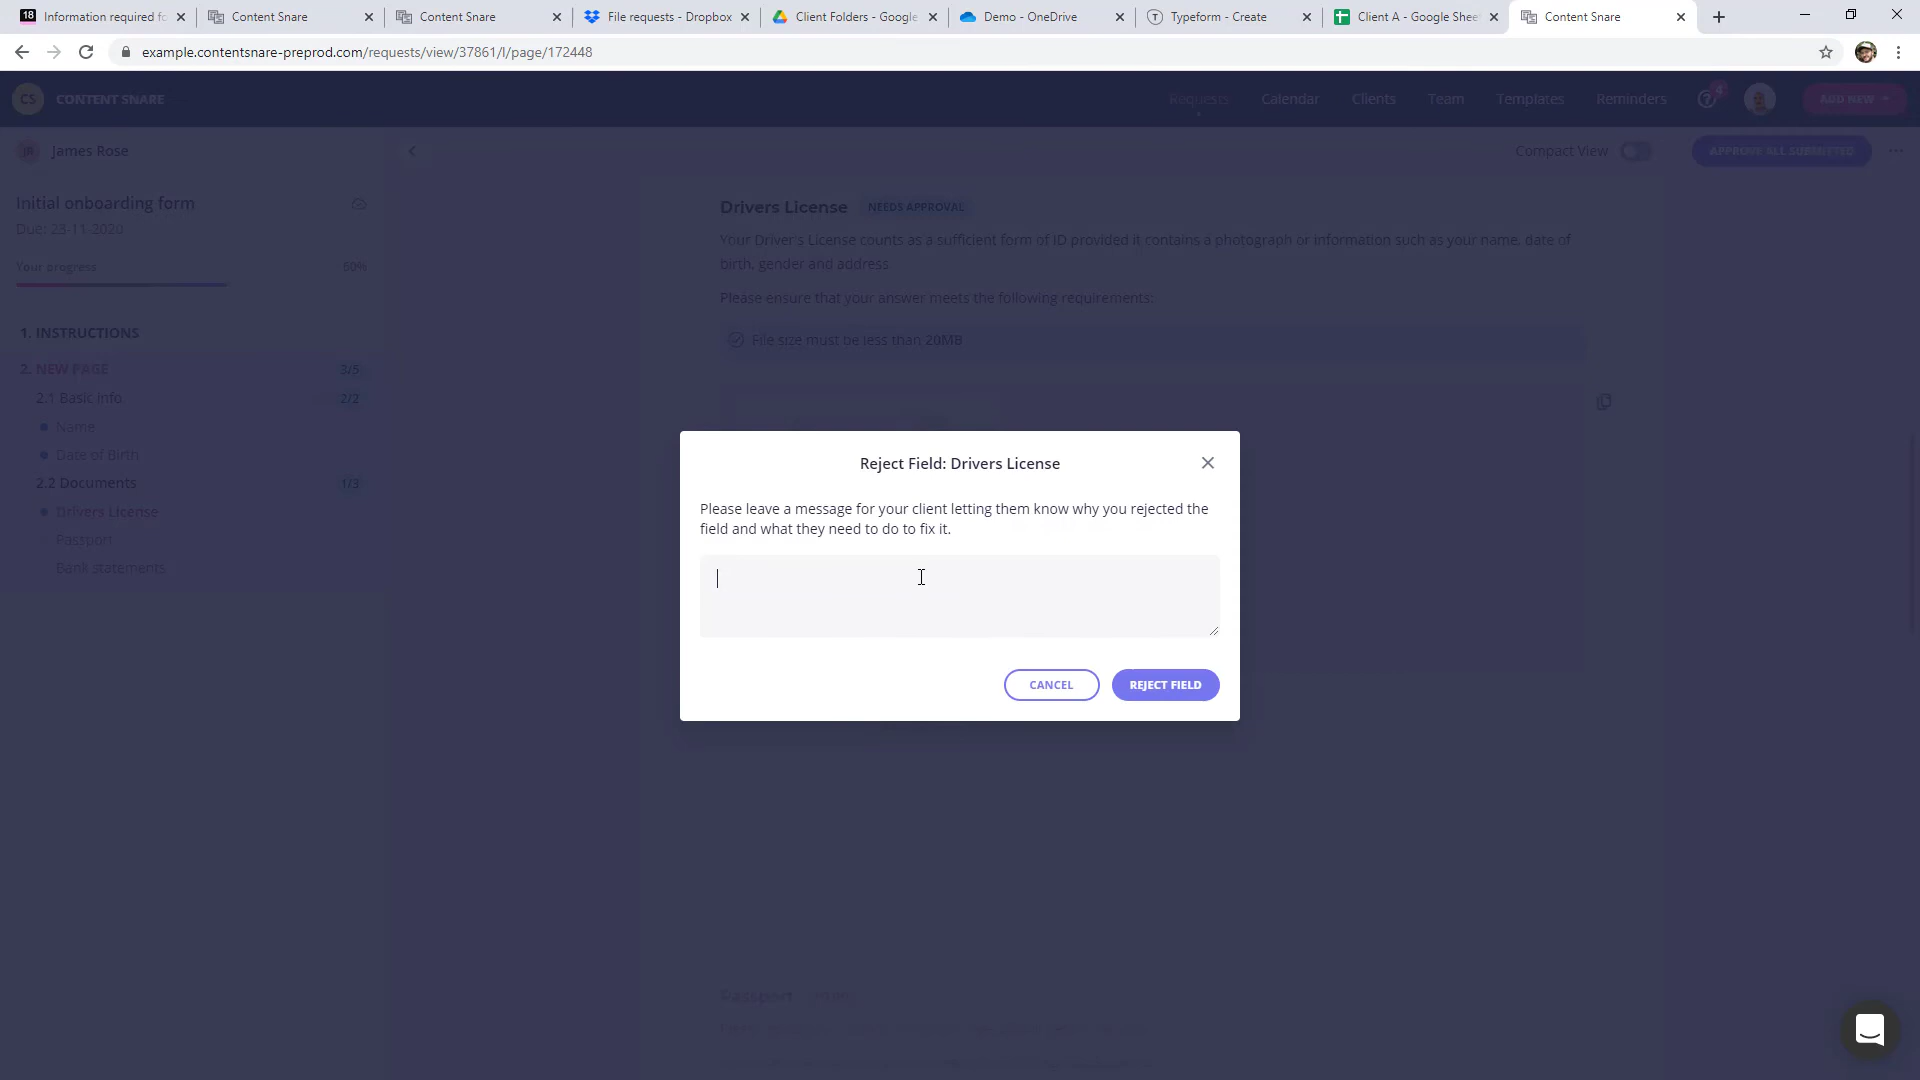 18 Information required fo
Content Snare
Content Snare
File requests - Dropbox
Client Folders - Google
Demo - OneDrive
Typeform - Create
Client A - Google Shee
Content Snare
example.contentsnare-preprod.com/requests/view/37861/l/page/172448
CS CONTENT SNARE
Requests
Calendar
Clients
Team
Templates
Reminders
4
ADD NEW
JR James Rose
Compact View
APPROVE ALL SUBMITTED
Initial onboarding form
Due: 23-11-2020
Your progress 60%
1. INSTRUCTIONS
2. NEW PAGE 3/5
2.1 Basic info 2/2
Name
Date of Birth
2.2 Documents 1/3
Drivers License
Passport
Bank statements
Drivers License NEEDS APPROVAL
Your Driver's License counts as a sufficient form of ID provided it contains a photograph or information such as your name, date of
birth, gender and address
Please ensure that your answer meets the following requirements:
File size must be less than 20MB
Reject Field: Drivers License
Please leave a message for your client letting them know why you rejected the
field and what they need to do to fix it.
CANCEL
REJECT FIELD
Passport